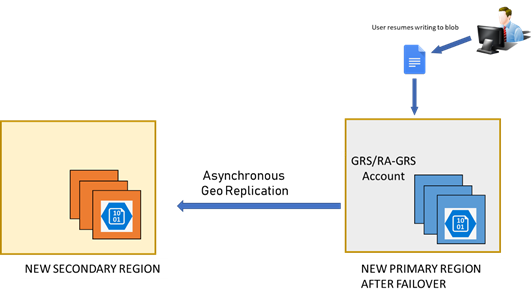 User resumes writing to blob
GRS/RA-GRS
Account
Asynchronous
Geo Replication
10
01
10
01
NEW SECONDARY REGION
NEW PRIMARY REGION
AFTER FAILOVER